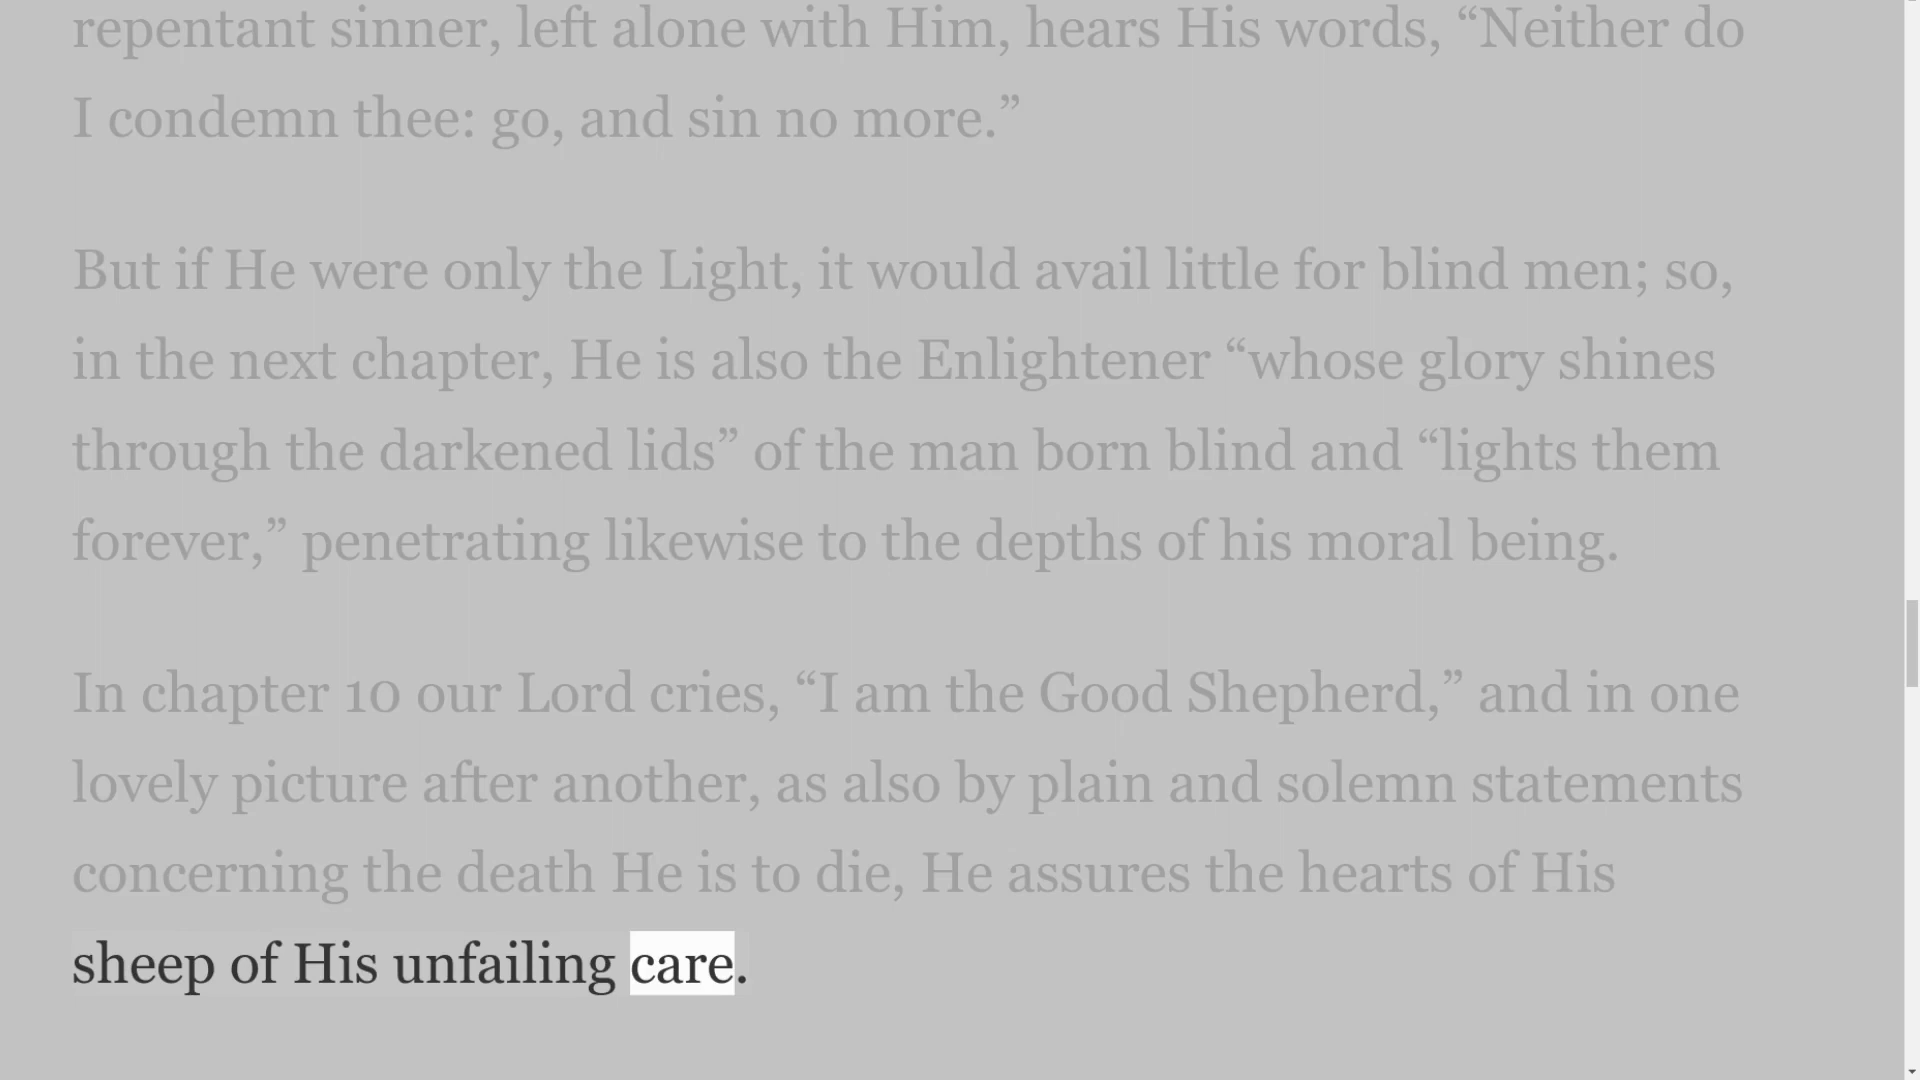 repentant sinner, left alone with Him, hears His words, “Neither do
I condemn thee: go, and sin no more.”
But if He were only the Light, it would avail little for blind men; so,
in the next chapter, He is also the Enlightener “whose glory shines
through the darkened lids” of the man born blind and “lights them
forever,” penetrating likewise to the depths of his moral being.
In chapter 10 our Lord cries, “I am the Good Shepherd,” and in one
lovely picture after another, as also by plain and solemn statements
concerning the death He is to die, He assures the hearts of His
sheep of His unfailing care.